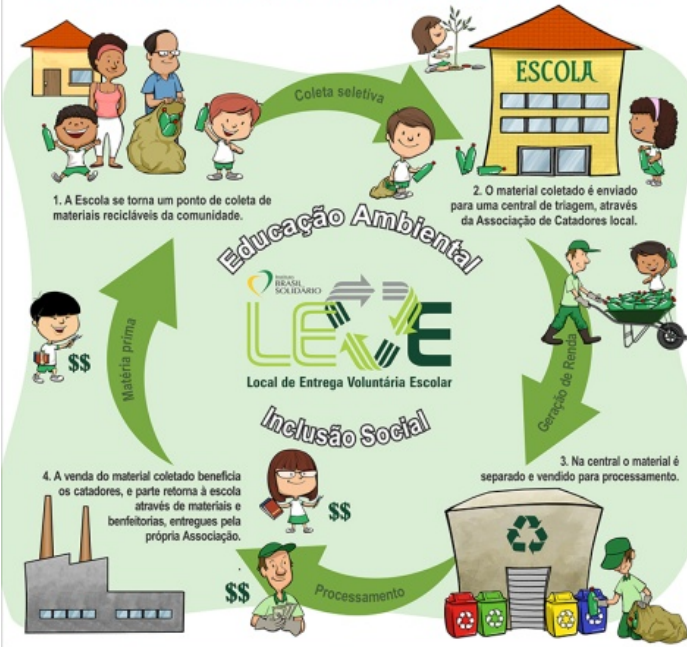 Coleta seletiva
ESCOLA
1. A Escola se torna um ponto de coleta de
materiais recicláveis da comunidade.
2. O material coletado é enviado
para uma central de triagem, através
da Associação de Catadores local.
Educação Ambiental
Instituto
BRASIL
SOLIDÁRIO
LEVE
Local de Entrega Voluntária Escolar
Inclusão Social
Matéria prima
$$
Geração de Renda
3. Na central o material é
separado e vendido para processamento.
4. A venda do material coletado beneficia
os catadores, e parte retorna à escola
através de materiais e
benfeitorias, entregues pela
própria Associação.
$$
$$
Processamento